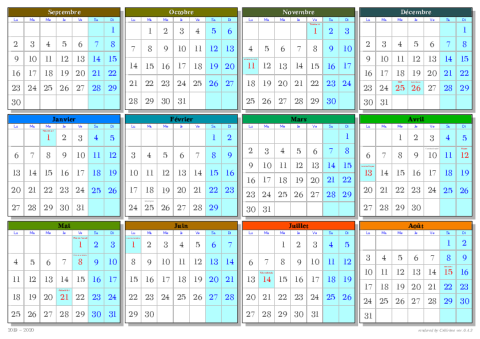 Septembre
Lu Ma Me Je Ve Sa Di
1
2 3 4 5 6 7 8
9 10 11 12 13 14 15
16 17 18 19 20 21 22
23 24 25 26 27 28 29
30
Octobre
Lu Ma Me Je Ve Sa Di
1 2 3 4 5 6
7 8 9 10 11 12 13
14 15 16 17 18 19 20
21 22 23 24 25 26 27
28 29 30 31
Novembre
Lu Ma Me Je Ve Sa Di
1 2 3
4 5 6 7 8 9 10
11 12 13 14 15 16 17
18 19 20 21 22 23 24
25 26 27 28 29 30
Décembre
Lu Ma Me Je Ve Sa Di
1
2 3 4 5 6 7 8
9 10 11 12 13 14 15
16 17 18 19 20 21 22
23 24 25 26 27 28 29
30 31
Janvier
Lu Ma Me Je Ve Sa Di
1 2 3 4 5
6 7 8 9 10 11 12
13 14 15 16 17 18 19
20 21 22 23 24 25 26
27 28 29 30 31
Février
Lu Ma Me Je Ve Sa Di
1 2
3 4 5 6 7 8 9
10 11 12 13 14 15 16
17 18 19 20 21 22 23
24 25 26 27 28 29
Mars
Lu Ma Me Je Ve Sa Di
1
2 3 4 5 6 7 8
9 10 11 12 13 14 15
16 17 18 19 20 21 22
23 24 25 26 27 28 29
30 31
Avril
Lu Ma Me Je Ve Sa Di
1 2 3 4 5
6 7 8 9 10 11 12
13 14 15 16 17 18 19
20 21 22 23 24 25 26
27 28 29 30
Mai
Lu Ma Me Je Ve Sa Di
1 2 3
4 5 6 7 8 9 10
11 12 13 14 15 16 17
18 19 20 21 22 23 24
25 26 27 28 29 30 31
Juin
Lu Ma Me Je Ve Sa Di
1 2 3 4 5 6 7
8 9 10 11 12 13 14
15 16 17 18 19 20 21
22 23 24 25 26 27 28
29 30
Juillet
Lu Ma Me Je Ve Sa Di
1 2 3 4 5
6 7 8 9 10 11 12
13 14 15 16 17 18 19
20 21 22 23 24 25 26
27 28 29 30 31
Août
Lu Ma Me Je Ve Sa Di
1 2
3 4 5 6 7 8 9
10 11 12 13 14 15 16
17 18 19 20 21 22 23
24 25 26 27 28 29 30
31
2019 - 2020